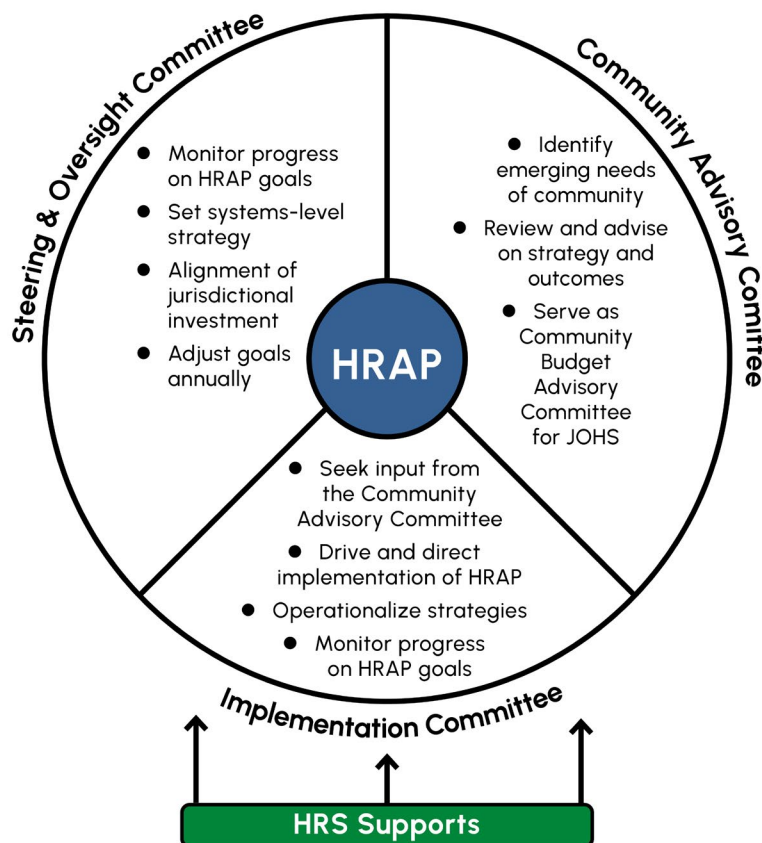 Steering & Oversight Committee
● Monitor progress
on HRAP goals
● Set systems-level
strategy
● Alignment of
jurisdictional
investment
● Adjust goals
annually
Community Advisory Comittee
● Identify
emerging needs
of community
● Review and advise
on strategy and
outcomes
● Serve as
Community
Budget
Advisory
Committee
for JOHS
HRAP
● Seek input from
the Community
Advisory Committee
● Drive and direct
implementation of HRAP
● Operationalize strategies
● Monitor progress
on HRAP goals
Implementation Committee
HRS Supports